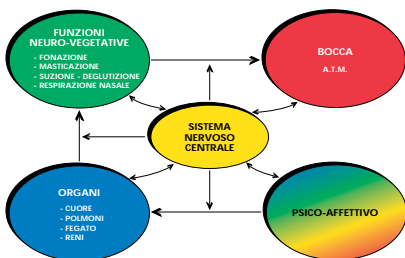 FUNZIONI
NEURO-VEGETATIVE
- FONAZIONE
- MASTICAZIONE
- SUZIONE - DEGLUTIZIONE
- RESPIRAZIONE NASALE
BOCCA
A.T.M.
SISTEMA
NERVOSO
CENTRALE
ORGANI
- CUORE
- POLMONI
- FEGATO
- RENI
PSICO-AFFETTIVO